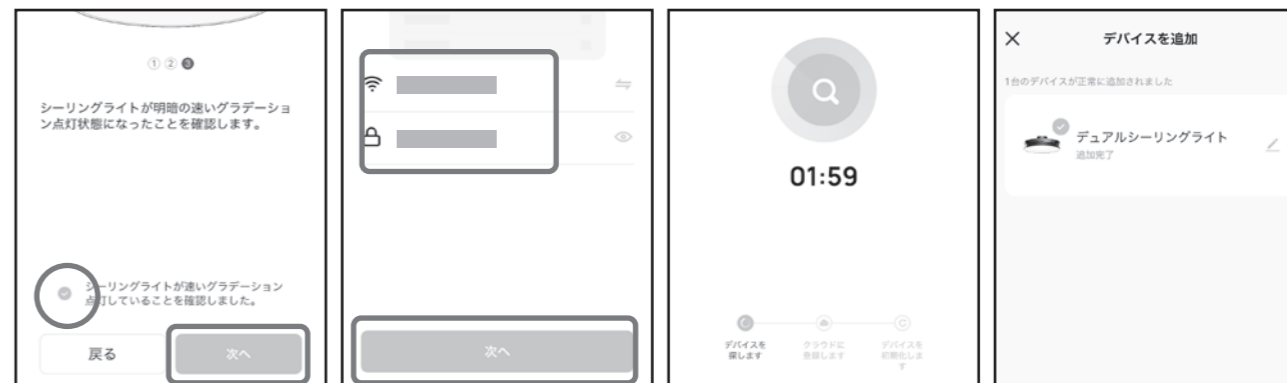 ① ② ❸
シーリングライトが明暗の速いグラデーショ
ン点灯状態になったことを確認します。
シーリングライトが速いグラデーション
点灯していることを確認しました。
戻る
次へ
次へ
01:59
デバイスを
探します
クラウドに
登録します
デバイスを
初期化しま
す
デバイスを追加
1台のデバイスが正常に追加されました
デュアルシーリングライト
追加完了